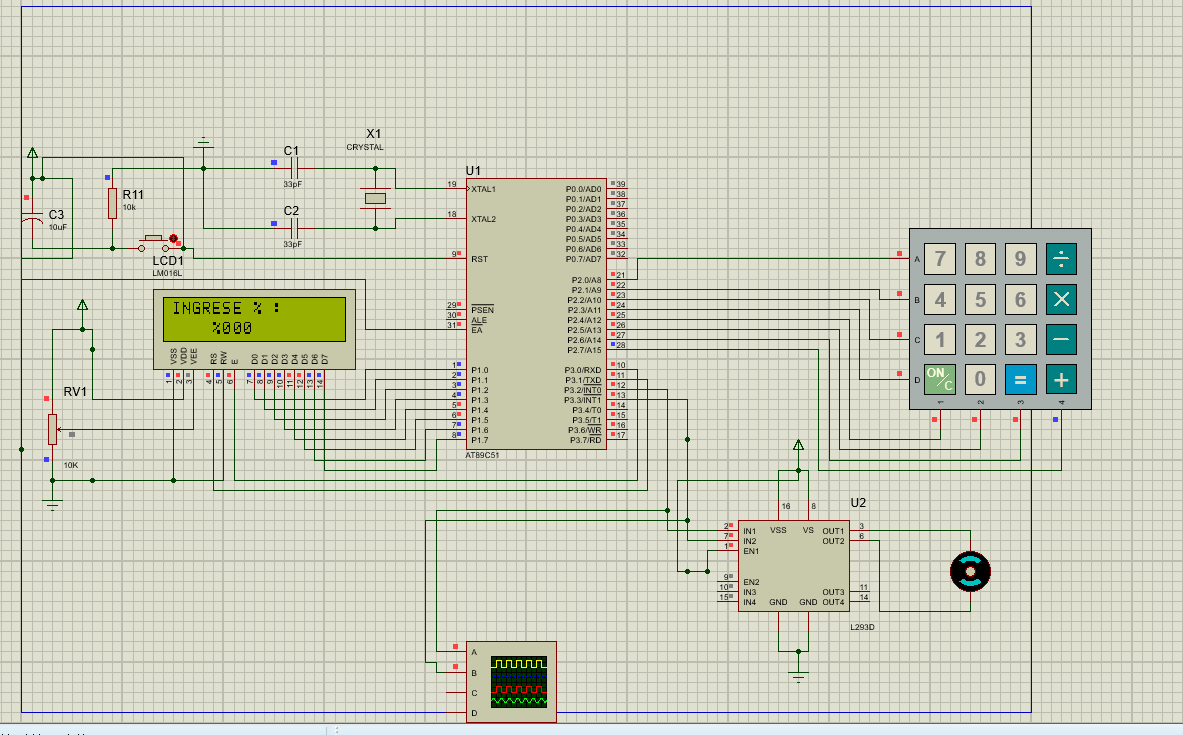 X1
CRYSTAL
C1
33pF
C2
33pF
R11
10k
C3
10uF
LCD1
LM016L
INGRESE % :
%000
VSS
VDD
VEE
RS
RW
E
D0
D1
D2
D3
D4
D5
D6
D7
1
2
3
4
5
6
7
8
9
10
11
12
13
14
RV1
10K
U1
19 XTAL1
18 XTAL2
9 RST
29 PSEN
30 ALE
31 EA
1 P1.0
2 P1.1
3 P1.2
4 P1.3
5 P1.4
6 P1.5
7 P1.6
8 P1.7
P0.0/AD0 39
P0.1/AD1 38
P0.2/AD2 37
P0.3/AD3 36
P0.4/AD4 35
P0.5/AD5 34
P0.6/AD6 33
P0.7/AD7 32
P2.0/A8 21
P2.1/A9 22
P2.2/A10 23
P2.3/A11 24
P2.4/A12 25
P2.5/A13 26
P2.6/A14 27
P2.7/A15 28
P3.0/RXD 10
P3.1/TXD 11
P3.2/INT0 12
P3.3/INT1 13
P3.4/T0 14
P3.5/T1 15
P3.6/WR 16
P3.7/RD 17
AT89C51
A 7 8 9 ÷
B 4 5 6 ×
C 1 2 3 −
D ON/C 0 = +
1 2 3 4
U2
16 8
VSS VS
2 IN1
7 IN2
1 EN1
9 EN2
10 IN3
15 IN4
OUT1 3
OUT2 6
OUT3 11
OUT4 14
GND GND
L293D
A
B
C
D